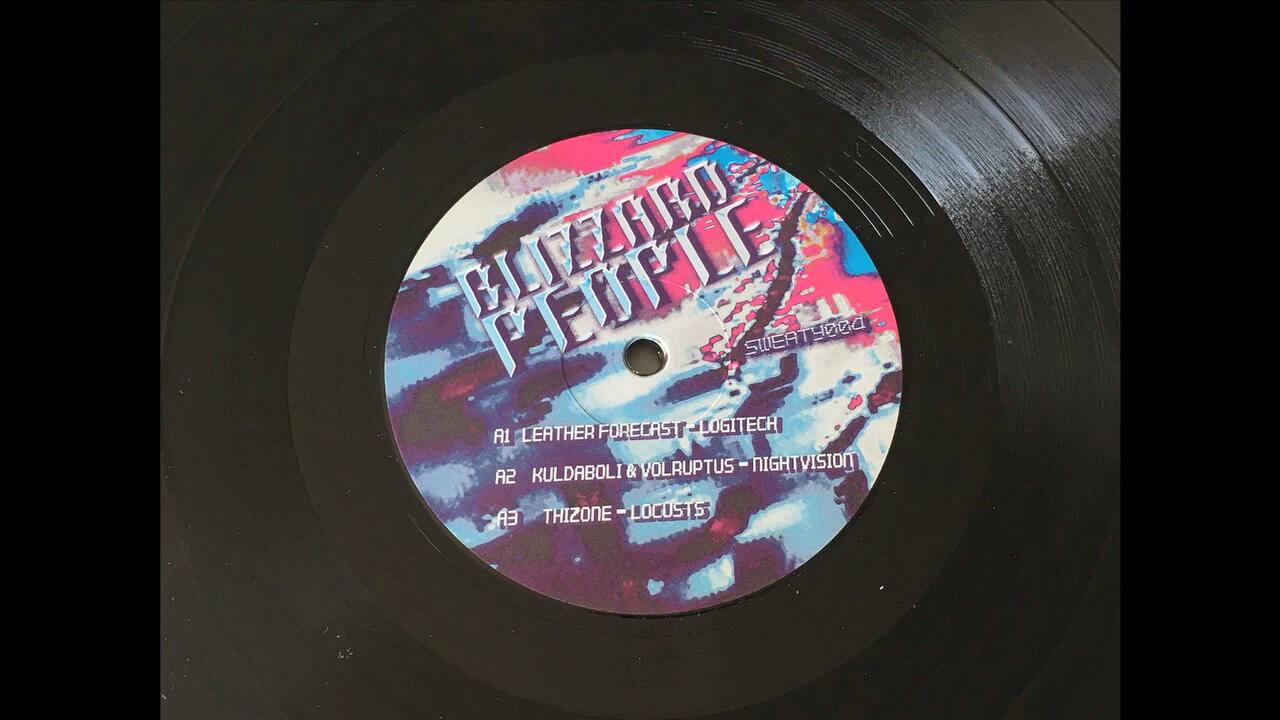 BLIZZARD
PEOPLE
SWEATY004
A1 LEATHER FORECAST - LOGITECH
A2 KULDABOLI & VOLRUPTUS - NIGHTVISION
A3 THIZONE - LOCUSTS